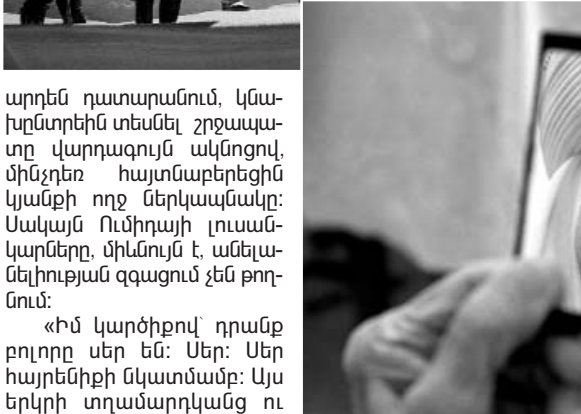 արդեն դատարանում, կնա-
խընտրեին տեսնել շրջապա-
տը վարդագույն ակնոցով,
մինչդեռ հայտնաբերեցին
կյանքի ողջ ներկապնակը:
Սակայն Ումիդայի լուսան-
կարները, միևնույն է, անելա-
նելիության զգացում չեն թող-
նում:
«Իմ կարծիքով՝ դրանք
բոլորը սեր են: Սեր: Սեր
հայրենիքի նկատմամբ: Այս
երկրի տղամարդկանց ու